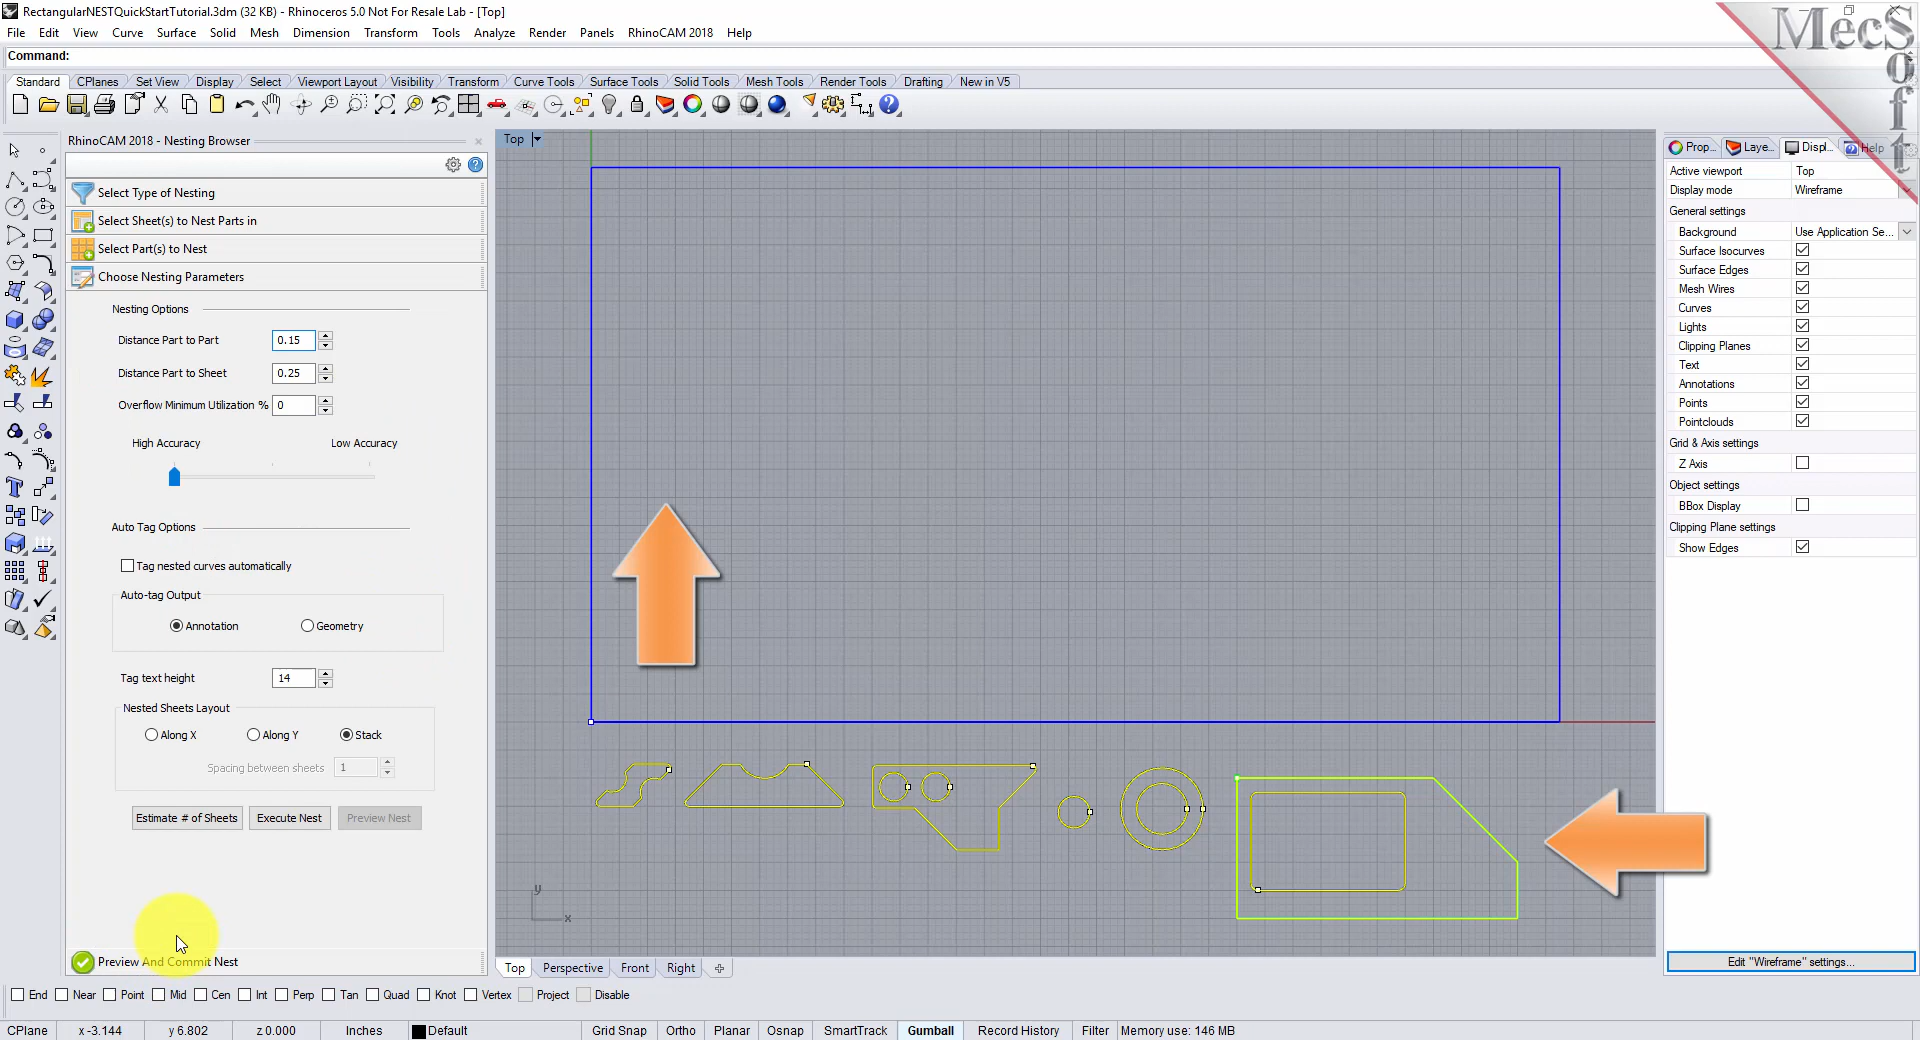 RectangularNESTQuickStartTutorial.3dm (32 KB) - Rhinoceros 5.0 Not For Resale Lab - [Top]
File Edit View Curve Surface Solid Mesh Dimension Transform Tools Analyze Render Panels RhinoCAM 2018 Help
Command:
Standard CPlanes Set View Display Select Viewport Layout Visibility Transform Curve Tools Surface Tools Solid Tools Mesh Tools Render Tools Drafting New in V5
MecSoft
RhinoCAM 2018 - Nesting Browser
Select Type of Nesting
Select Sheet(s) to Nest Parts in
Select Part(s) to Nest
Choose Nesting Parameters
Nesting Options
Distance Part to Part 0.15
Distance Part to Sheet 0.25
Overflow Minimum Utilization % 0
High Accuracy Low Accuracy
Auto Tag Options
Tag nested curves automatically
Auto-tag Output
Annotation Geometry
Tag text height 14
Nested Sheets Layout
Along X Along Y Stack
Spacing between sheets 1
Estimate # of Sheets Execute Nest Preview Nest
Preview And Commit Nest
Top
y
x
Top Perspective Front Right
Prop... Laye... Displ... Help
Active viewport Top
Display mode Wireframe
General settings
Background Use Application Se...
Surface Isocurves
Surface Edges
Mesh Wires
Curves
Lights
Clipping Planes
Text
Annotations
Points
Pointclouds
Grid & Axis settings
Z Axis
Object settings
BBox Display
Clipping Plane settings
Show Edges
Edit "Wireframe" settings...
End Near Point Mid Cen Int Perp Tan Quad Knot Vertex Project Disable
CPlane x -3.144 y 6.802 z 0.000 Inches Default Grid Snap Ortho Planar Osnap SmartTrack Gumball Record History Filter Memory use: 146 MB